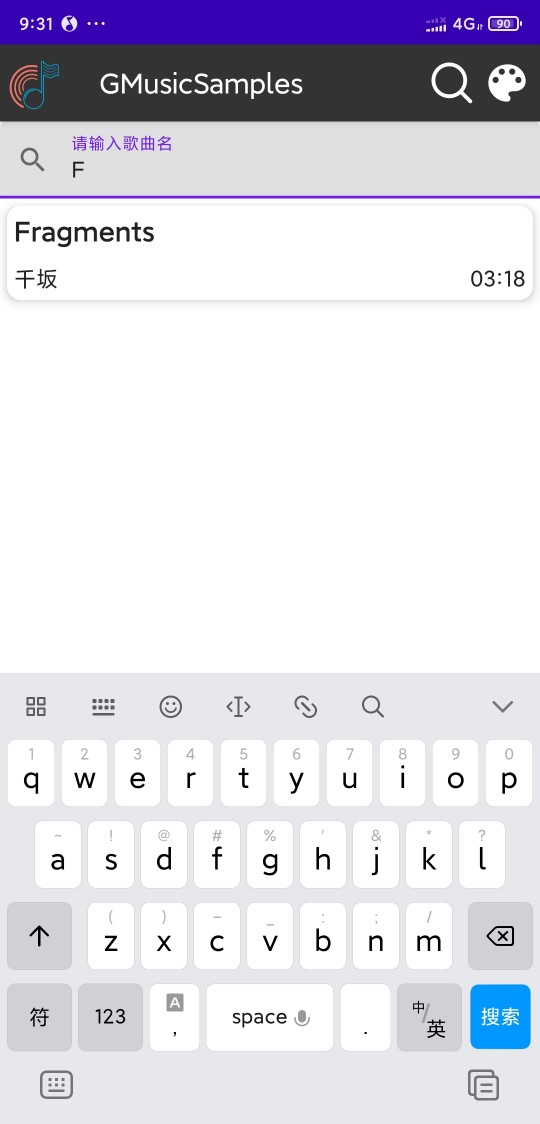 9:31 4G 90
GMusicSamples
请输入歌曲名
F
Fragments
千坂 03:18
1 2 3 4 5 6 7 8 9 0
q w e r t y u i o p
~ ! @ # % ' & * ?
a s d f g h j k l
( ) - _ : ; /
z x c v b n m
符 123 A , space . 中/英 搜索